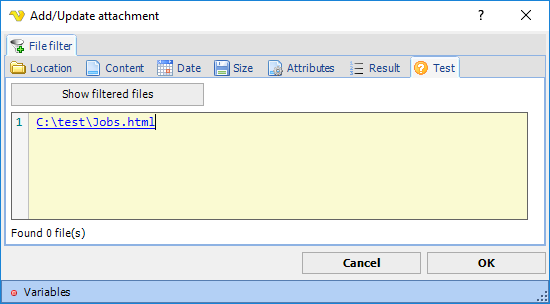 Add/Update attachment ?
File filter
Location Content Date Size Attributes Result ? Test
Show filtered files
1 C:\test\Jobs.html
Found 0 file(s)
Cancel OK
Variables